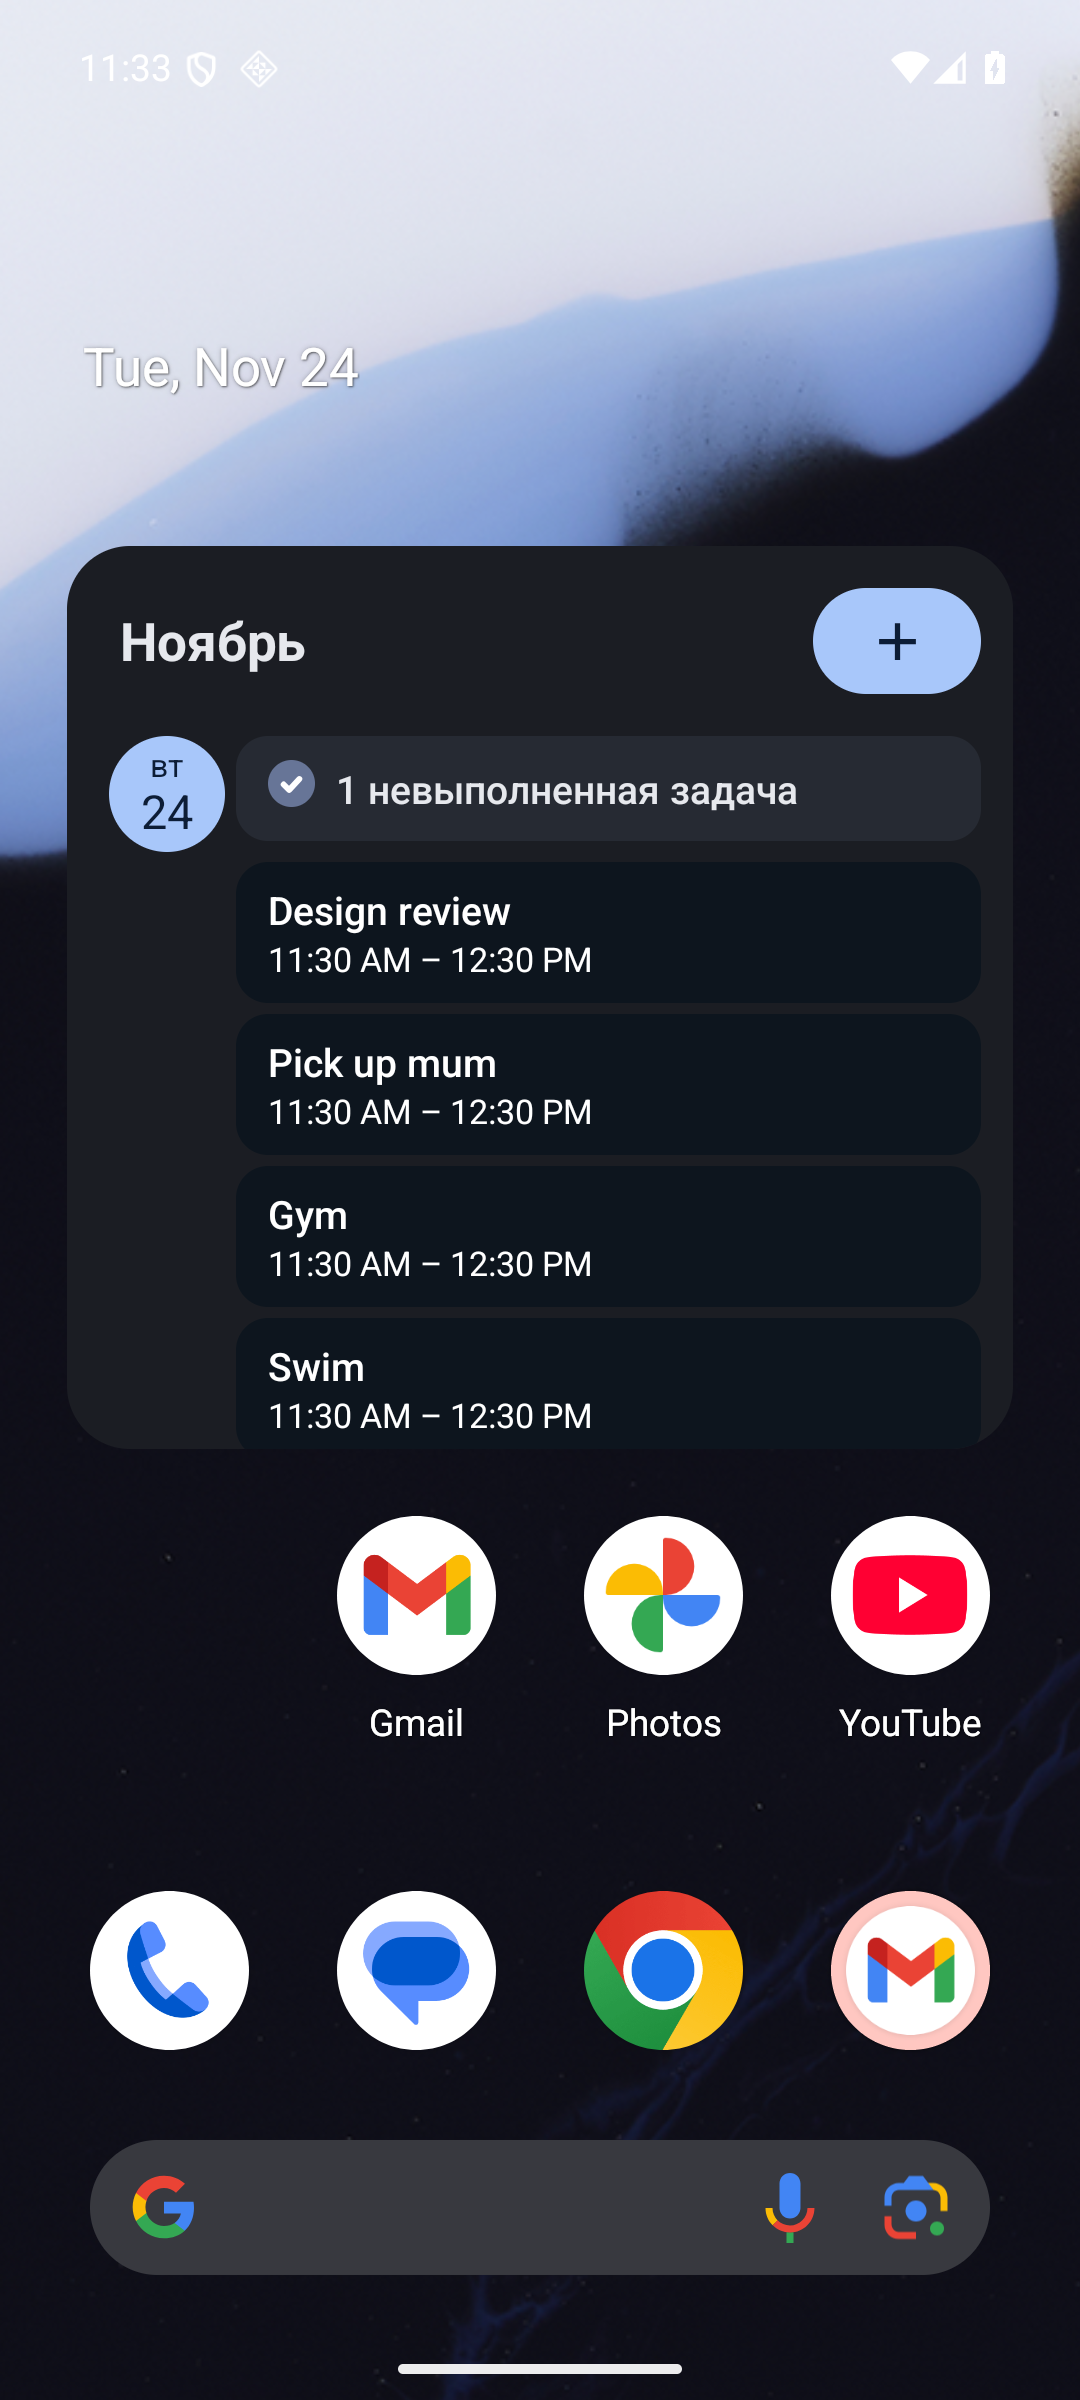 11:33
Tue, Nov 24
Ноябрь
ВТ
24
1 невыполненная задача
Design review
11:30 AM – 12:30 PM
Pick up mum
11:30 AM – 12:30 PM
Gym
11:30 AM – 12:30 PM
Swim
11:30 AM – 12:30 PM
Gmail
Photos
YouTube